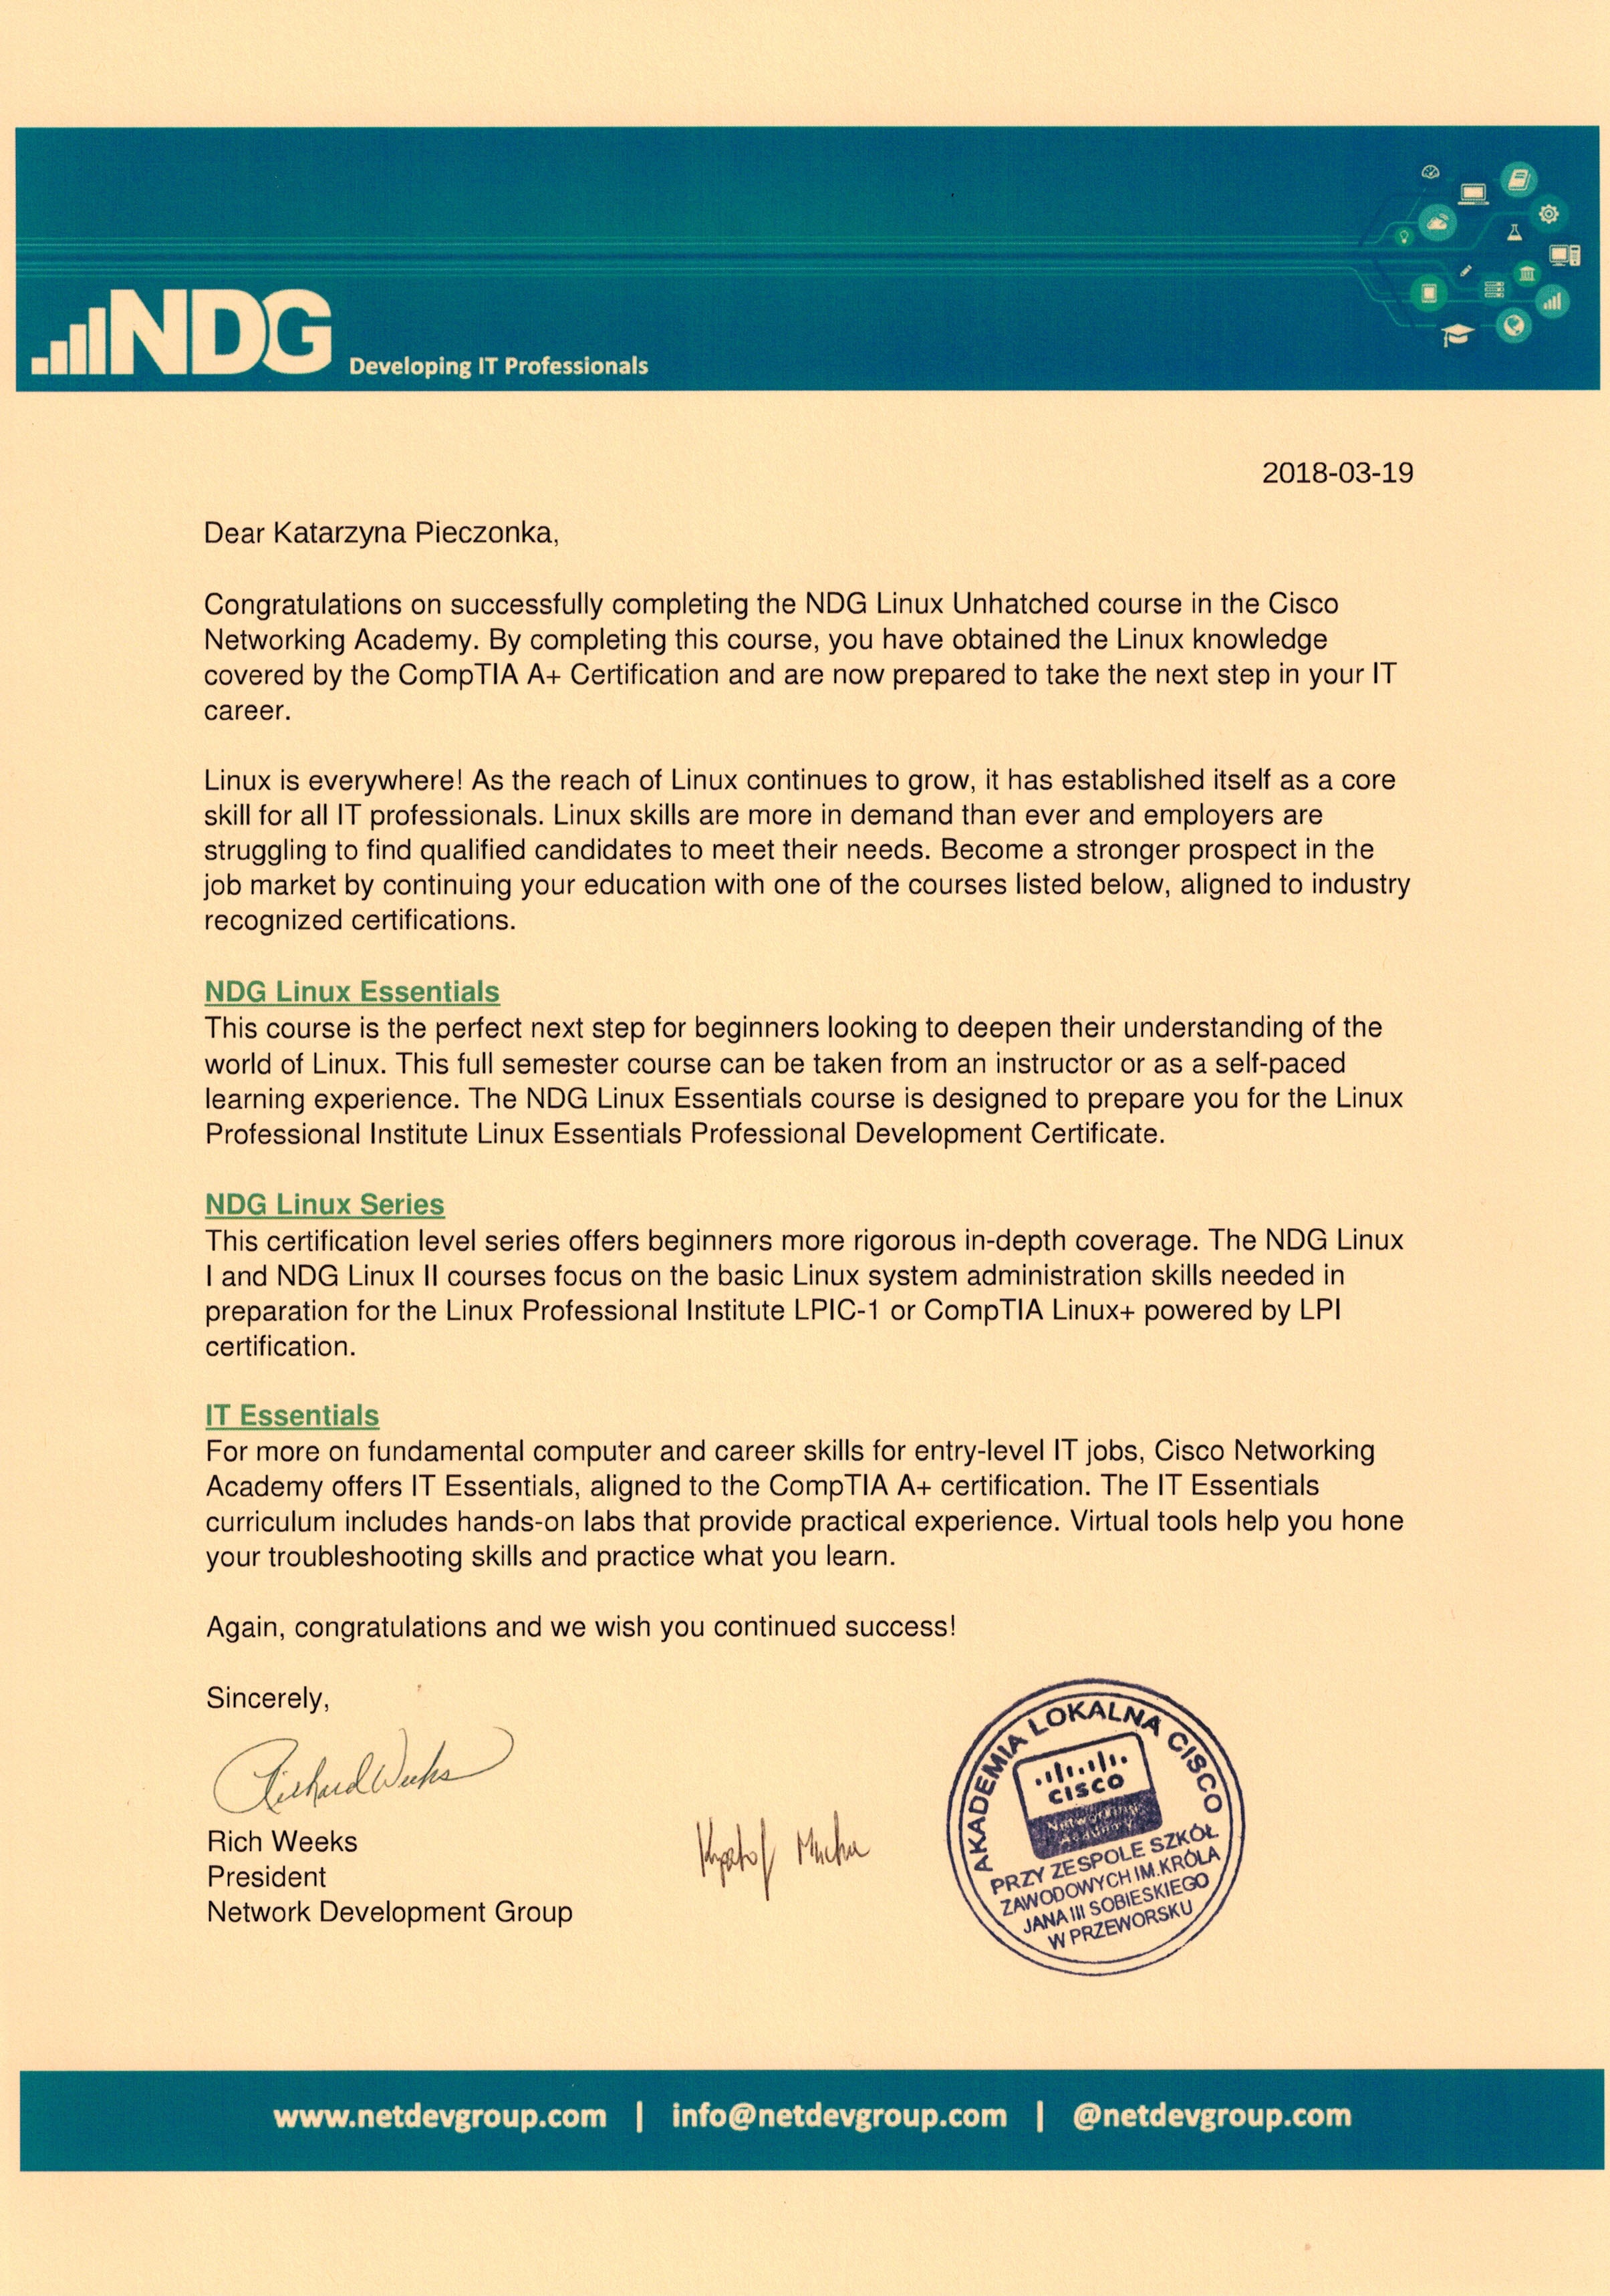 NDG Developing IT Professionals
2018-03-19
Dear Katarzyna Pieczonka,
Congratulations on successfully completing the NDG Linux Unhatched course in the Cisco
Networking Academy. By completing this course, you have obtained the Linux knowledge
covered by the CompTIA A+ Certification and are now prepared to take the next step in your IT
career.
Linux is everywhere! As the reach of Linux continues to grow, it has established itself as a core
skill for all IT professionals. Linux skills are more in demand than ever and employers are
struggling to find qualified candidates to meet their needs. Become a stronger prospect in the
job market by continuing your education with one of the courses listed below, aligned to industry
recognized certifications.
NDG Linux Essentials
This course is the perfect next step for beginners looking to deepen their understanding of the
world of Linux. This full semester course can be taken from an instructor or as a self-paced
learning experience. The NDG Linux Essentials course is designed to prepare you for the Linux
Professional Institute Linux Essentials Professional Development Certificate.
NDG Linux Series
This certification level series offers beginners more rigorous in-depth coverage. The NDG Linux
I and NDG Linux II courses focus on the basic Linux system administration skills needed in
preparation for the Linux Professional Institute LPIC-1 or CompTIA Linux+ powered by LPI
certification.
IT Essentials
For more on fundamental computer and career skills for entry-level IT jobs, Cisco Networking
Academy offers IT Essentials, aligned to the CompTIA A+ certification. The IT Essentials
curriculum includes hands-on labs that provide practical experience. Virtual tools help you hone
your troubleshooting skills and practice what you learn.
Again, congratulations and we wish you continued success!
Sincerely,
Richard Weeks
Rich Weeks
President
Network Development Group
AKADEMIA LOKALNA CISCO
CISCO
Networking
Academy
PRZY ZESPOLE SZKÓŁ
ZAWODOWYCH IM.KRÓLA
JANA III SOBIESKIEGO
W PRZEWORSKU
www.netdevgroup.com | info@netdevgroup.com | @netdevgroup.com